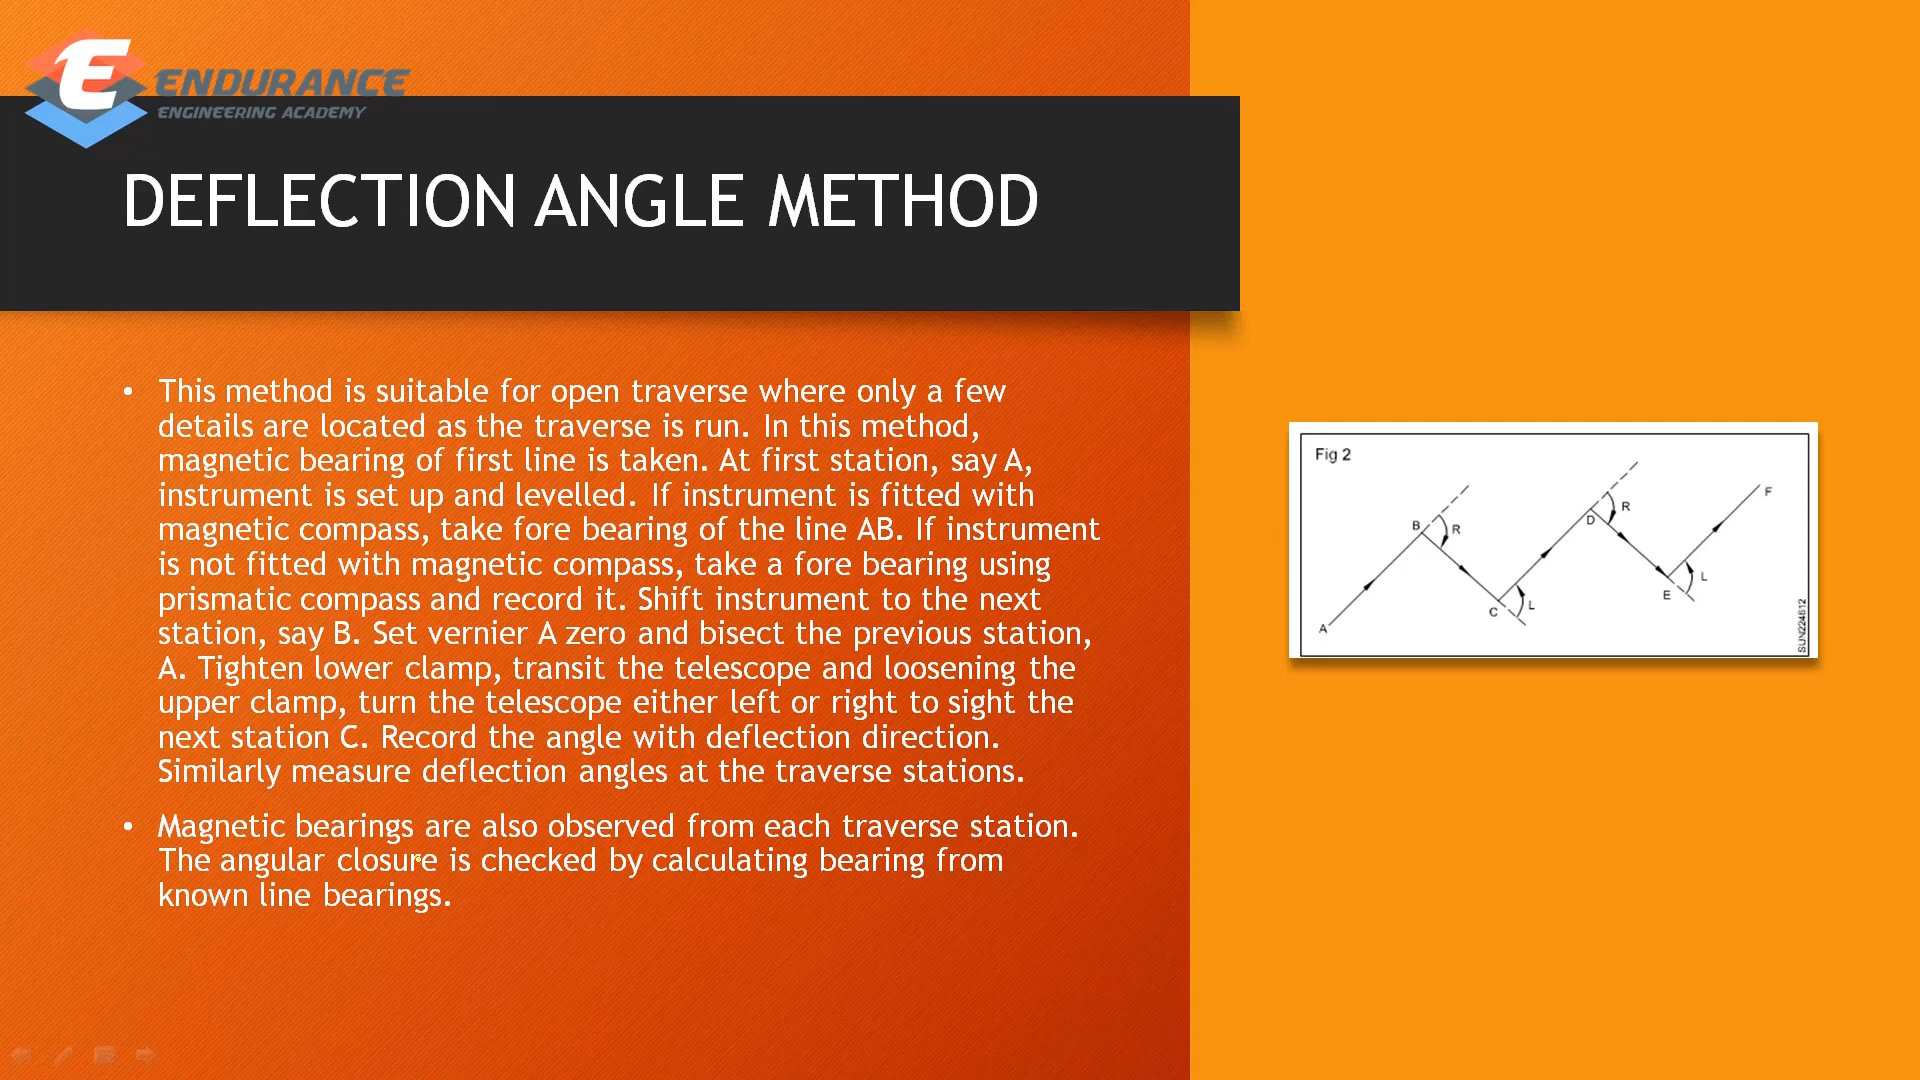 ENDURANCE
ENGINEERING ACADEMY
DEFLECTION ANGLE METHOD
• This method is suitable for open traverse where only a few
details are located as the traverse is run. In this method,
magnetic bearing of first line is taken. At first station, say A,
instrument is set up and levelled. If instrument is fitted with
magnetic compass, take fore bearing of the line AB. If instrument
is not fitted with magnetic compass, take a fore bearing using
prismatic compass and record it. Shift instrument to the next
station, say B. Set vernier A zero and bisect the previous station,
A. Tighten lower clamp, transit the telescope and loosening the
upper clamp, turn the telescope either left or right to sight the
next station C. Record the angle with deflection direction.
Similarly measure deflection angles at the traverse stations.
• Magnetic bearings are also observed from each traverse station.
The angular closure is checked by calculating bearing from
known line bearings.
Fig 2
A
B
R
C
L
D
R
E
L
F
SUN224612